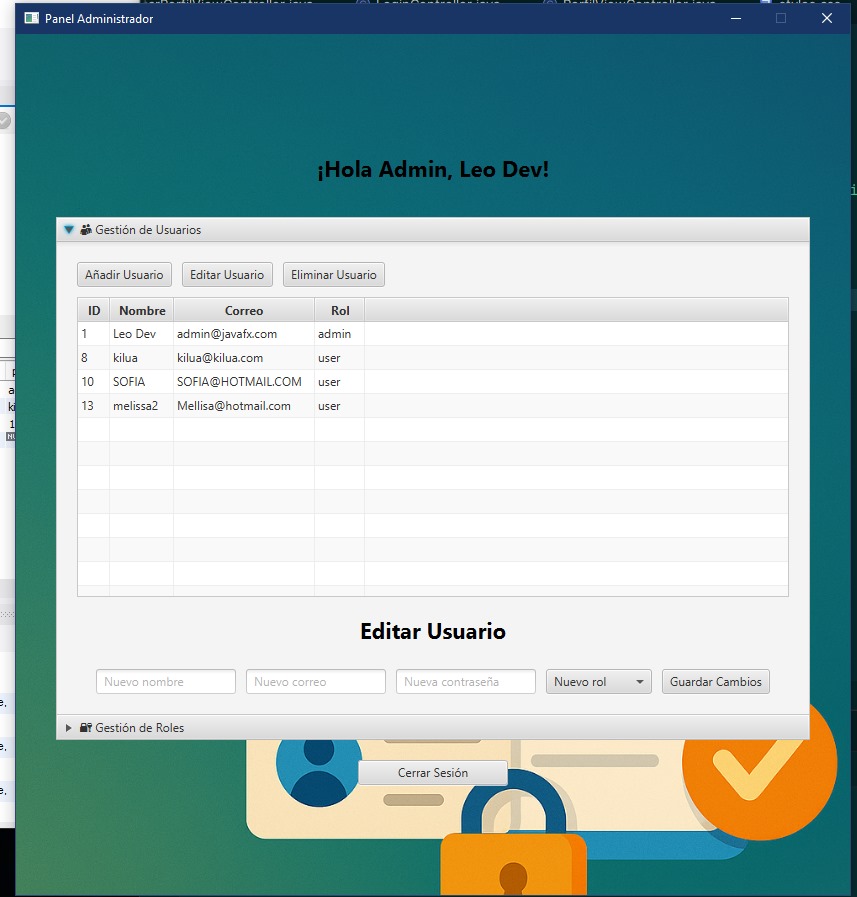 Panel Administrador
¡Hola Admin, Leo Dev!
Gestión de Usuarios
Añadir Usuario Editar Usuario Eliminar Usuario
ID Nombre Correo Rol
1 Leo Dev admin@javafx.com admin
8 kilua kilua@kilua.com user
10 SOFIA SOFIA@HOTMAIL.COM user
13 melissa2 Mellisa@hotmail.com user
Editar Usuario
Nuevo nombre Nuevo correo Nueva contraseña Nuevo rol Guardar Cambios
Gestión de Roles
Cerrar Sesión